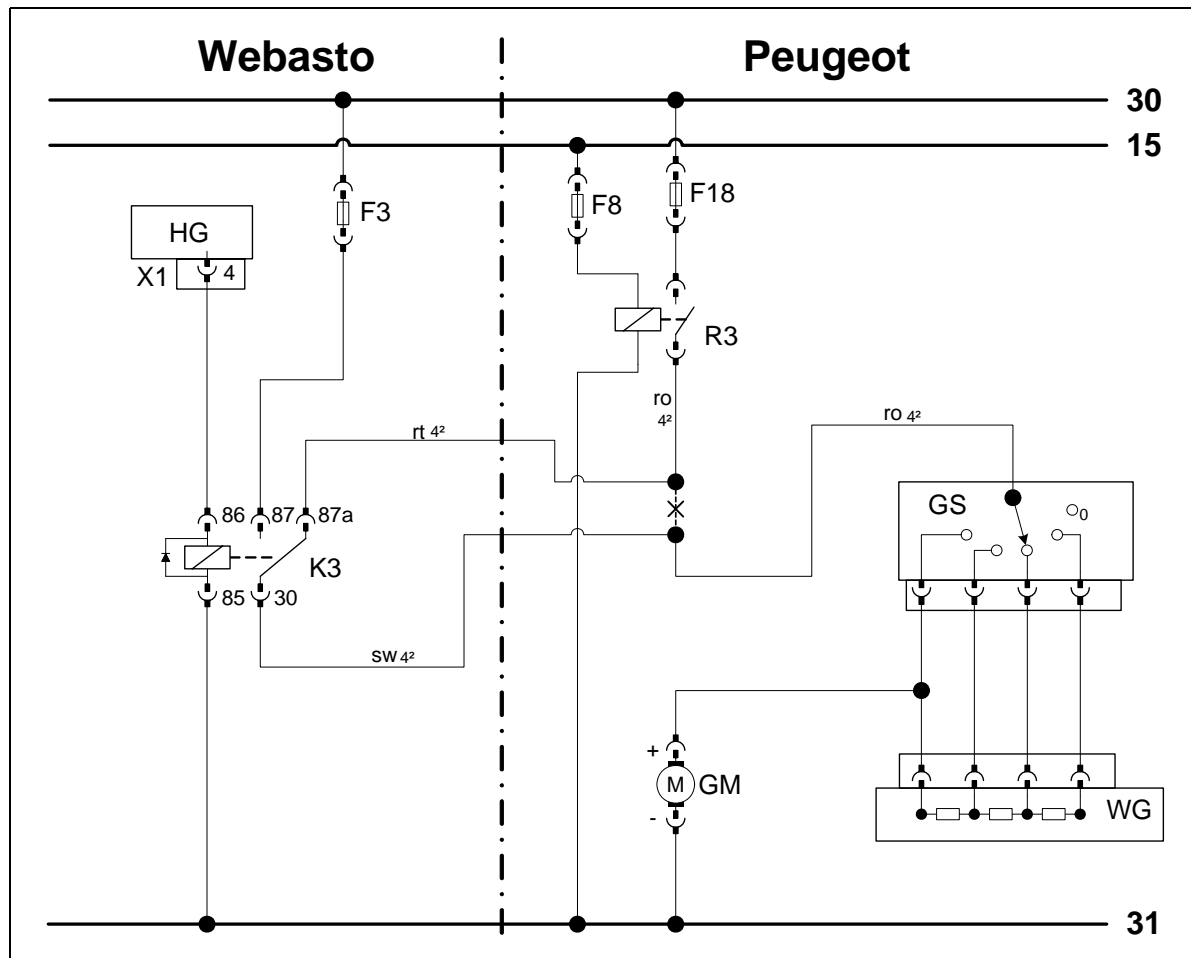 Webasto
Peugeot
30
15
F3
F8
F18
HG
X1
4
R3
ro
4²
rt 4²
ro 4²
86
87
87a
GS
0
K3
85
30
sw 4²
+
M
GM
-
WG
31